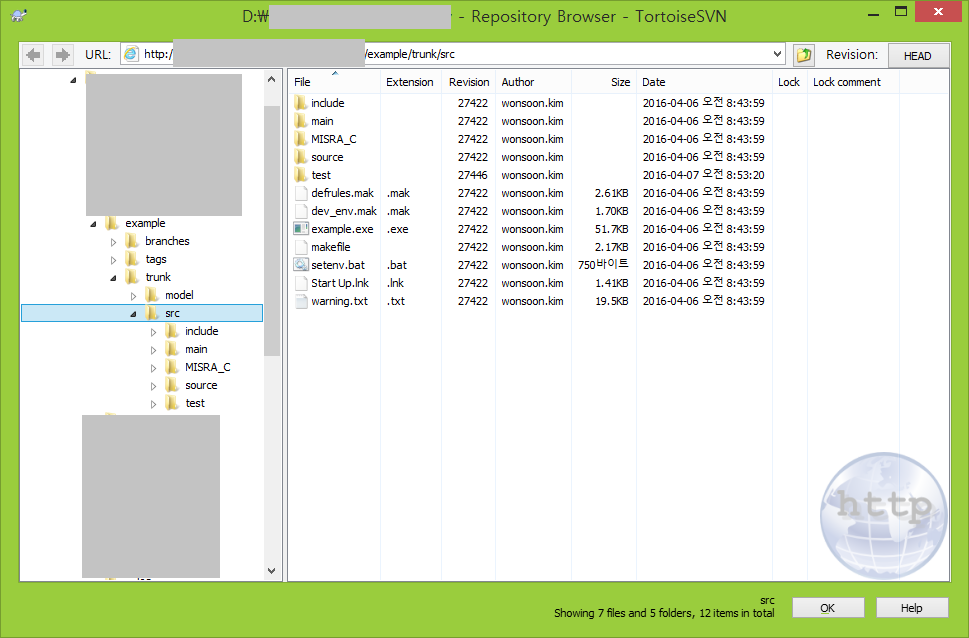 D:₩ - Repository Browser - TortoiseSVN
URL: http:/ /example/trunk/src Revision: HEAD
File Extension Revision Author Size Date Lock Lock comment
include 27422 wonsoon.kim 2016-04-06 오전 8:43:59
main 27422 wonsoon.kim 2016-04-06 오전 8:43:59
MISRA_C 27422 wonsoon.kim 2016-04-06 오전 8:43:59
source 27422 wonsoon.kim 2016-04-06 오전 8:43:59
test 27446 wonsoon.kim 2016-04-07 오전 8:53:20
defrules.mak .mak 27422 wonsoon.kim 2.61KB 2016-04-06 오전 8:43:59
dev_env.mak .mak 27422 wonsoon.kim 1.70KB 2016-04-06 오전 8:43:59
example.exe .exe 27422 wonsoon.kim 51.7KB 2016-04-06 오전 8:43:59
makefile 27422 wonsoon.kim 2.17KB 2016-04-06 오전 8:43:59
setenv.bat .bat 27422 wonsoon.kim 750바이트 2016-04-06 오전 8:43:59
Start Up.lnk .lnk 27422 wonsoon.kim 1.41KB 2016-04-06 오전 8:43:59
warning.txt .txt 27422 wonsoon.kim 19.5KB 2016-04-06 오전 8:43:59
example
branches
tags
trunk
model
src
include
main
MISRA_C
source
test
http
src
Showing 7 files and 5 folders, 12 items in total
OK
Help